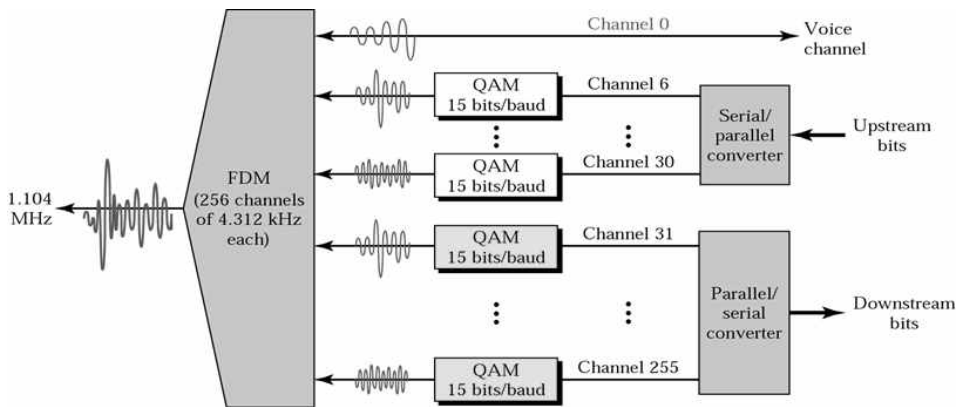 Channel 0
Voice
channel
QAM
15 bits/baud
Channel 6
QAM
15 bits/baud
Channel 30
Serial/
parallel
converter
Upstream
bits
1.104
MHz
FDM
(256 channels
of 4.312 kHz
each)
QAM
15 bits/baud
Channel 31
QAM
15 bits/baud
Channel 255
Parallel/
serial
converter
Downstream
bits